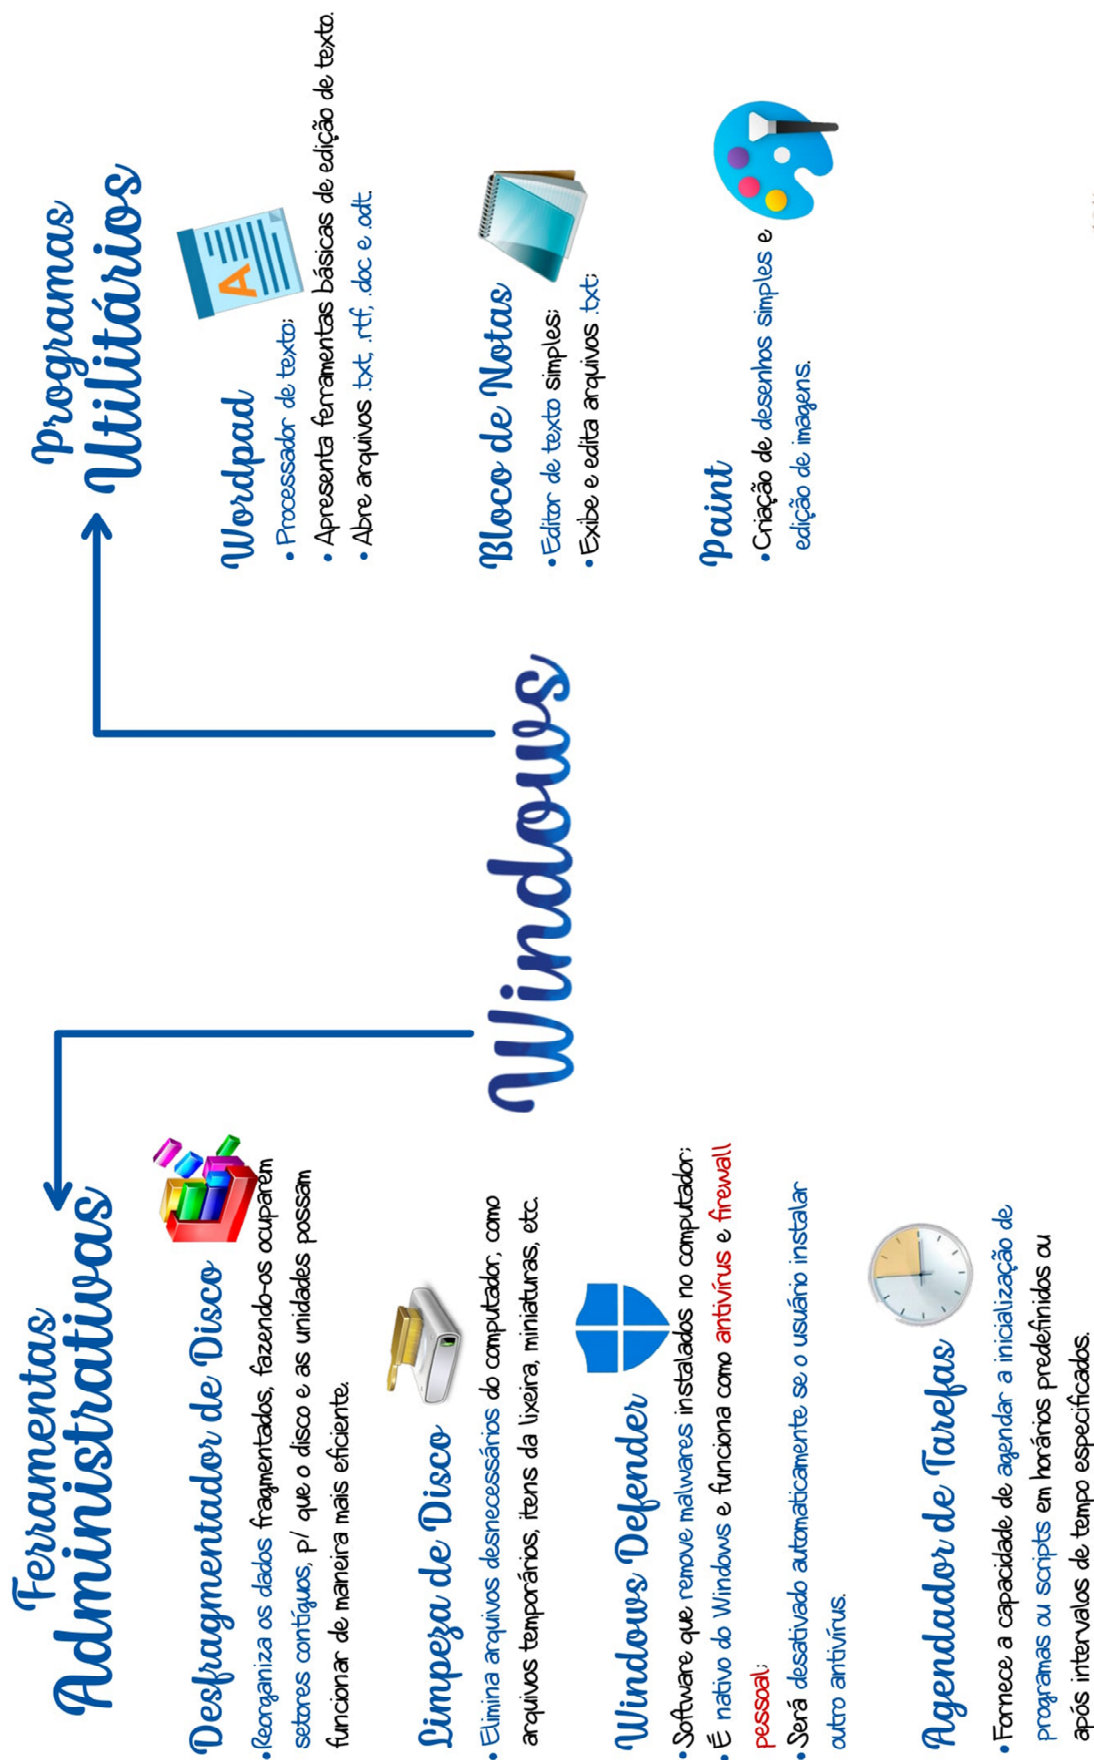 Ferramentas
Administrativas
Desfragmentador de Disco
• Reorganiza os dados fragmentados, fazendo-os ocuparem
setores contíguos, p/ que o disco e as unidades possam
funcionar de maneira mais eficiente.
Limpeza de Disco
• Elimina arquivos desnecessários do computador, como
arquivos temporários, itens da lixeira, miniaturas, etc.
Windows Defender
• Software que remove malwares instalados no computador;
• É nativo do Windows e funciona como antivírus e firewall
pessoal;
• Será desativado automaticamente se o usuário instalar
outro antivírus.
Agendador de Tarefas
• Fornece a capacidade de agendar a inicialização de
programas ou scripts em horários predefinidos ou
após intervalos de tempo especificados.
Windows
Programas
Utilitários
Wordpad
• Processador de texto;
• Apresenta ferramentas básicas de edição de texto.
• Abre arquivos .txt, .rtf, .doc e .odt.
Bloco de Notas
• Editor de texto simples;
• Exibe e edita arquivos .txt;
Paint
• Criação de desenhos simples e
edição de imagens.